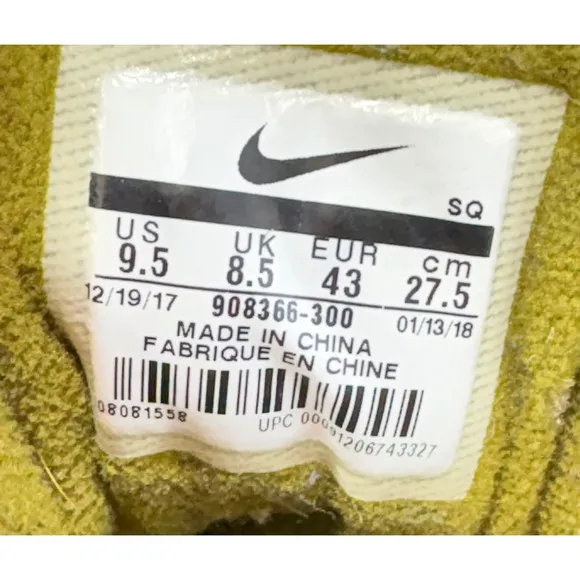 SQ
US UK EUR cm
9.5 8.5 43 27.5
12/19/17 908366-300 01/13/18
MADE IN CHINA
FABRIQUE EN CHINE
08081558 UPC 00091206743327